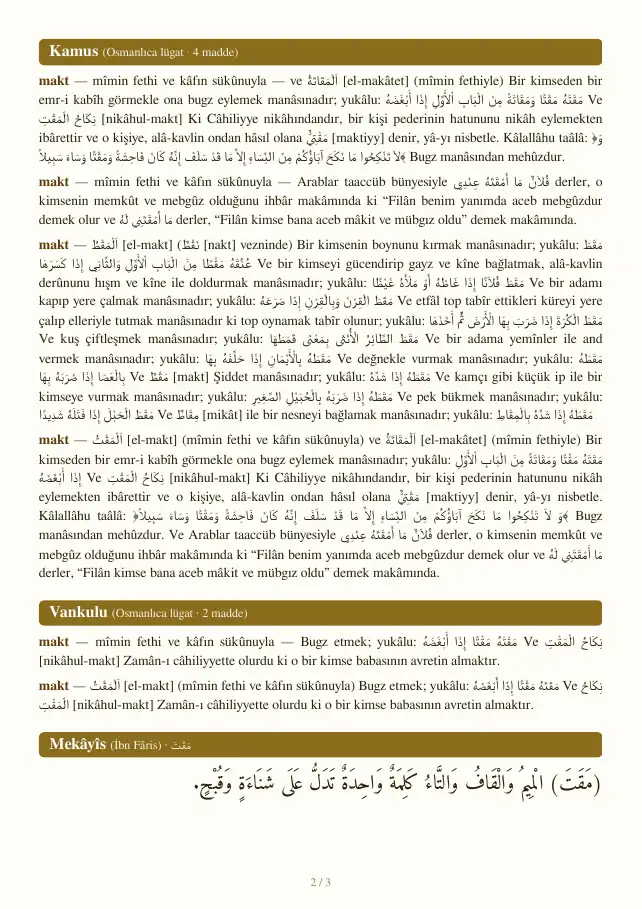 Kamus (Osmanlıca lügat · 4 madde)
makt — mîmin fethi ve kâfın sükûnuyla — ve اَلْمَقَاتَةُ [el-makâtet] (mîmin fethiyle) Bir kimseden bir
emr-i kabîh görmekle ona bugz eylemek manâsınadır; yukâlu: مَقَتَهُ مَقْتًا وَمَقَاتَةً مِنَ الْبَابِ اْلأَوَّلِ إِذَا أَبْغَضَهُ Ve
نِكَاحُ الْمَقْتِ [nikâhul-makt] Ki Câhiliyye nikâhındandır, bir kişi pederinin hatununu nikâh eylemekten
ibârettir ve o kişiye, alâ-kavlin ondan hâsıl olana مَقْتِيٌّ [maktiyy] denir, yâ-yı nisbetle. Kâlallâhu taâlâ: ﴿وَ
لاَ تَنْكِحُوا مَا نَكَحَ آبَاؤُكُمْ مِنَ النِّسَاءِ إِلاَّ مَا قَدْ سَلَفَ إِنَّهُ كَانَ فَاحِشَةً وَمَقْتًا وَسَاءَ سَبِيلاً﴾ Bugz manâsından mehûzdur.
makt — mîmin fethi ve kâfın sükûnuyla — Arablar taaccüb bünyesiyle فُلاَنٌ مَا أَمْقَتَهُ عِنْدِي derler, o
kimsenin memkût ve mebgûz olduğunu ihbâr makâmında ki “Filân benim yanımda aceb mebgûzdur
demek olur ve مَا أَمْقَتَنِي لَهُ derler, “Filân kimse bana aceb mâkit ve mübgız oldu” demek makâmında.
makt — اَلْمَقْطُ [el-makt] (نَقْطٌ [nakt] vezninde) Bir kimsenin boynunu kırmak manâsınadır; yukâlu: مَقَطَ
عُنُقَهُ مَقْطًا مِنَ الْبَابِ اْلأَوَّلِ وَالثَّانِي إِذَا كَسَرَهَا Ve bir kimseyi gücendirip gayz ve kîne bağlatmak, alâ-kavlin
derûnunu hışm ve kîne ile doldurmak manâsınadır; yukâlu: مَقَطَ فُلاَنًا إِذَا غَاظَهُ أَوْ مَلَأَهُ غَيْظًا Ve bir adamı
kapıp yere çalmak manâsınadır; yukâlu: مَقَطَ الْقِرْنَ وَبِالْقِرْنِ إِذَا صَرَعَهُ Ve etfâl top tabîr ettikleri küreyi yere
çalıp elleriyle tutmak manâsınadır ki top oynamak tabîr olunur; yukâlu: مَقَطَ الْكُرَةَ إِذَا ضَرَبَ بِهَا اْلأَرْضَ ثُمَّ أَخَذَهَا
Ve kuş çiftleşmek manâsınadır; yukâlu: مَقَطَ الطَّائِرُ اْلأُنْثَى بِمَعْنَى قَمَطَهَا Ve bir adama yemînler ile and
vermek manâsınadır; yukâlu: مَقَطَهُ بِاْلأَيْمَانِ إِذَا حَلَّفَهُ بِهَا Ve değnekle vurmak manâsınadır; yukâlu: مَقَطَهُ
بِالْعَصَا إِذَا ضَرَبَهُ بِهَا Ve مَقْطٌ [makt] Şiddet manâsınadır; yukâlu: مَقَطَهُ إِذَا شَدَّهُ Ve kamçı gibi küçük ip ile bir
kimseye vurmak manâsınadır; yukâlu: مَقَطَهُ إِذَا ضَرَبَهُ بِالْحُبَيْلِ الصَّغِيرِ Ve pek bükmek manâsınadır; yukâlu:
مَقَطَ الْحَبْلَ إِذَا فَتَلَهُ شَدِيدًا Ve مِقَاطٌ [mikât] ile bir nesneyi bağlamak manâsınadır; yukâlu: مَقَطَهُ إِذَا شَدَّهُ بِالْمِقَاطِ
makt — اَلْمَقْتُ [el-makt] (mîmin fethi ve kâfın sükûnuyla) ve اَلْمَقَاتَةُ [el-makâtet] (mîmin fethiyle) Bir
kimseden bir emr-i kabîh görmekle ona bugz eylemek manâsınadır; yukâlu: مَقَتَهُ مَقْتًا وَمَقَاتَةً مِنَ الْبَابِ اْلأَوَّلِ
إِذَا أَبْغَضَهُ Ve نِكَاحُ الْمَقْتِ [nikâhul-makt] Ki Câhiliyye nikâhındandır, bir kişi pederinin hatununu nikâh
eylemekten ibârettir ve o kişiye, alâ-kavlin ondan hâsıl olana مَقْتِيٌّ [maktiyy] denir, yâ-yı nisbetle.
Kâlallâhu taâlâ: ﴿وَ لاَ تَنْكِحُوا مَا نَكَحَ آبَاؤُكُمْ مِنَ النِّسَاءِ إِلاَّ مَا قَدْ سَلَفَ إِنَّهُ كَانَ فَاحِشَةً وَمَقْتًا وَسَاءَ سَبِيلاً﴾ Bugz
manâsından mehûzdur. Ve Arablar taaccüb bünyesiyle فُلاَنٌ مَا أَمْقَتَهُ عِنْدِي derler, o kimsenin memkût ve
mebgûz olduğunu ihbâr makâmında ki “Filân benim yanımda aceb mebgûzdur demek olur ve مَا أَمْقَتَنِي لَهُ
derler, “Filân kimse bana aceb mâkit ve mübgız oldu” demek makâmında.
Vankulu (Osmanlıca lügat · 2 madde)
makt — mîmin fethi ve kâfın sükûnuyla — Bugz etmek; yukâlu: مَقَتَهُ مَقْتًا إِذَا أَبْغَضَهُ Ve نِكَاحُ الْمَقْتِ
[nikâhul-makt] Zamân-ı câhiliyyette olurdu ki o bir kimse babasının avretin almaktır.
makt — اَلْمَقْتُ [el-makt] (mîmin fethi ve kâfın sükûnuyla) Bugz etmek; yukâlu: مَقَتَهُ مَقْتًا إِذَا أَبْغَضَهُ Ve نِكَاحُ
الْمَقْتِ [nikâhul-makt] Zamân-ı câhiliyyette olurdu ki o bir kimse babasının avretin almaktır.
Mekâyîs (İbn Fâris) · مَقَتَ
(مَقَتَ) الْمِيمُ وَالْقَافُ وَالتَّاءُ كَلِمَةٌ وَاحِدَةٌ تَدُلُّ عَلَى شَنَاءَةٍ وَقُبْحٍ.
2 / 3